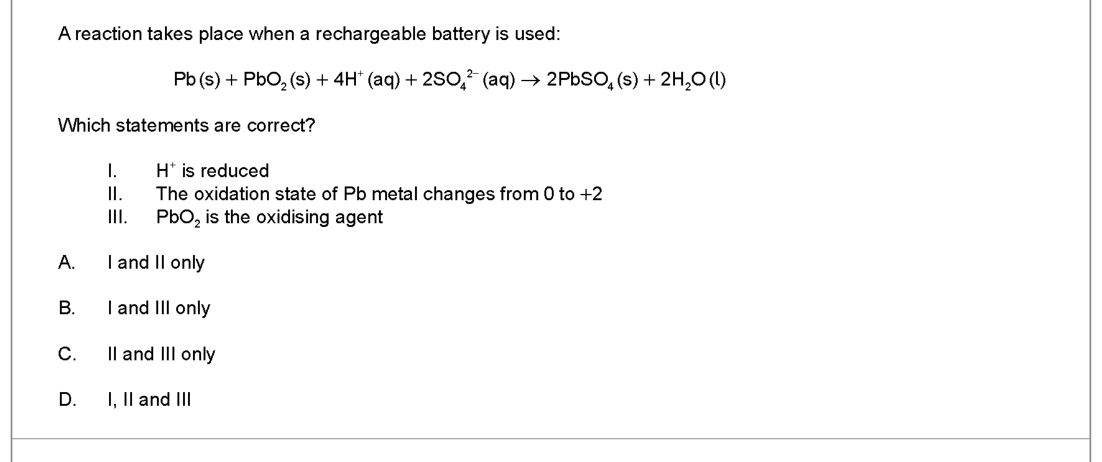 A reaction takes place when a rechargeable battery is used:
Pb (s) + PbO₂ (s) + 4H⁺ (aq) + 2SO₄²⁻ (aq) → 2PbSO₄ (s) + 2H₂O (l)
Which statements are correct?
I. H⁺ is reduced
II. The oxidation state of Pb metal changes from 0 to +2
III. PbO₂ is the oxidising agent
A. I and II only
B. I and III only
C. II and III only
D. I, II and III